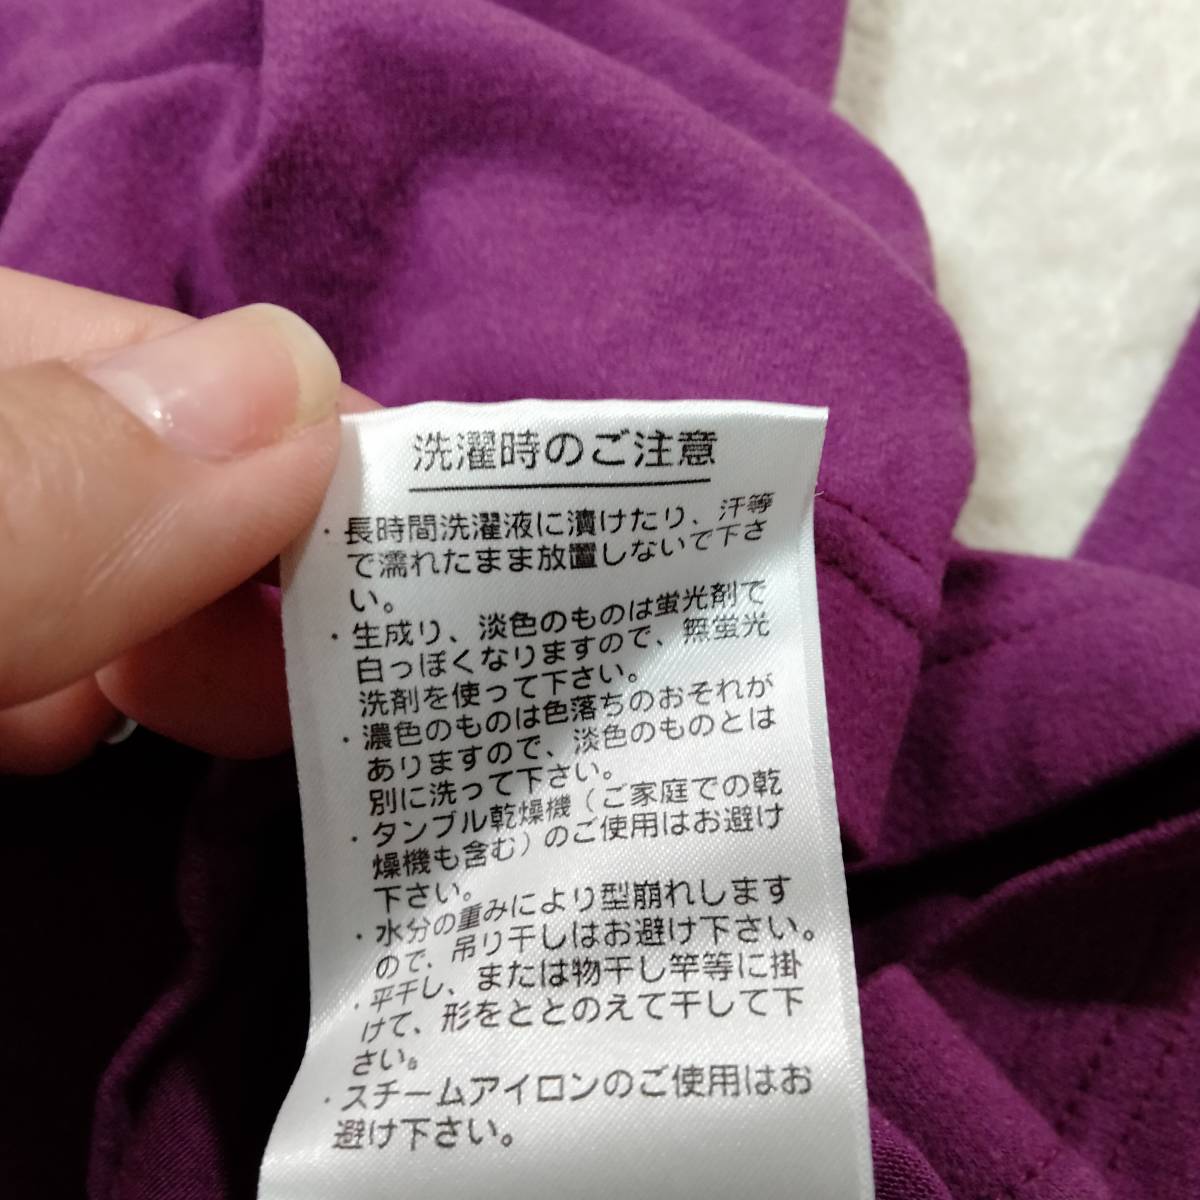 洗濯時のご注意
・長時間洗濯液に漬けたり、汗等
で濡れたまま放置しないで下さ
い。
・生成り、淡色のものは蛍光剤で
白っぽくなりますので、無蛍光
洗剤を使って下さい。
・濃色のものは色落ちのおそれが
ありますので、淡色のものとは
別に洗って下さい。
・タンブル乾燥機（ご家庭での乾
燥機も含む）のご使用はお避け
下さい。
・水分の重みにより型崩れします
ので、吊り干しはお避け下さい。
・平干し、または物干し竿等に掛
けて、形をととのえて干して下
さい。
・スチームアイロンのご使用はお
避け下さい。